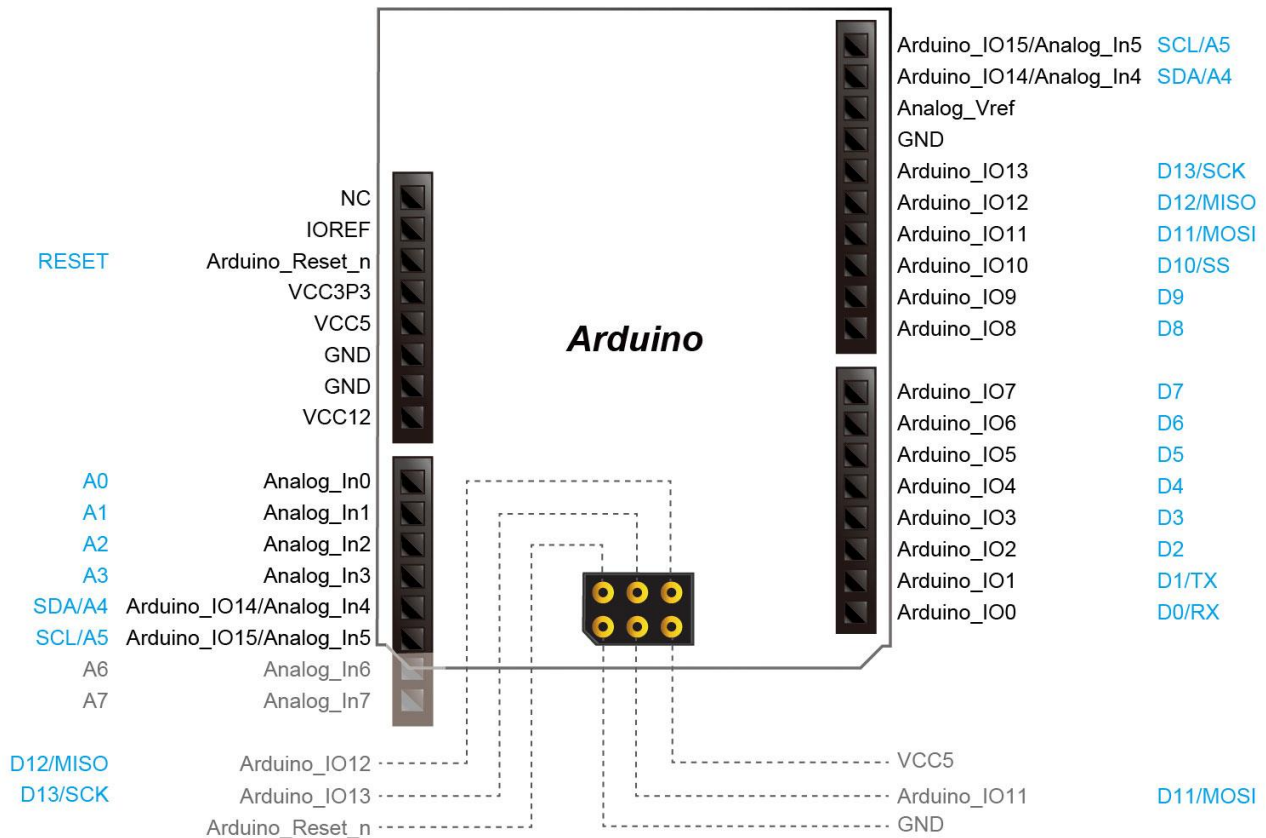 Arduino_IO15/Analog_In5 SCL/A5
Arduino_IO14/Analog_In4 SDA/A4
Analog_Vref
GND
Arduino_IO13 D13/SCK
NC Arduino_IO12 D12/MISO
IOREF Arduino_IO11 D11/MOSI
RESET Arduino_Reset_n Arduino_IO10 D10/SS
VCC3P3 Arduino_IO9 D9
VCC5 Arduino Arduino_IO8 D8
GND
GND Arduino_IO7 D7
VCC12 Arduino_IO6 D6
Arduino_IO5 D5
A0 Analog_In0 Arduino_IO4 D4
A1 Analog_In1 Arduino_IO3 D3
A2 Analog_In2 Arduino_IO2 D2
A3 Analog_In3 Arduino_IO1 D1/TX
SDA/A4 Arduino_IO14/Analog_In4 Arduino_IO0 D0/RX
SCL/A5 Arduino_IO15/Analog_In5
A6 Analog_In6
A7 Analog_In7
D12/MISO Arduino_IO12 VCC5
D13/SCK Arduino_IO13 Arduino_IO11 D11/MOSI
Arduino_Reset_n GND